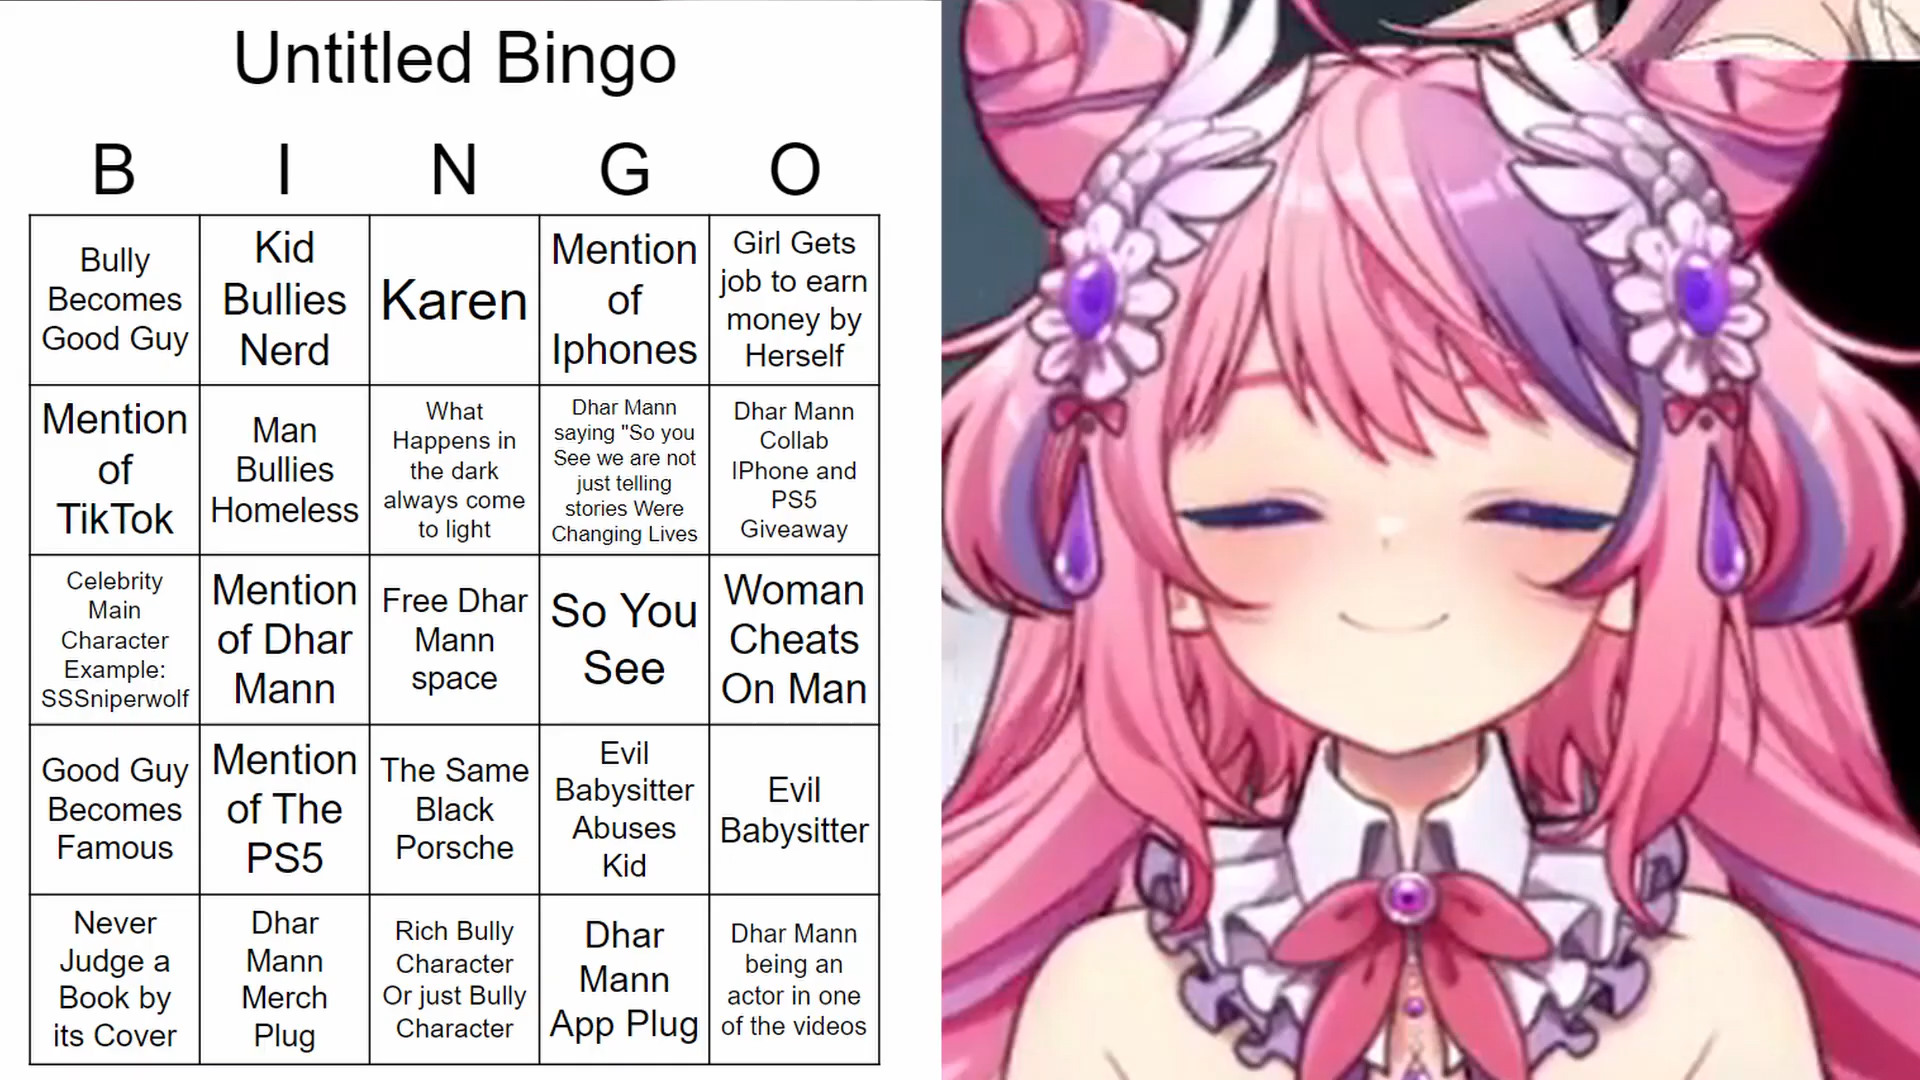 Untitled Bingo
B I N G O
Bully
Becomes
Good Guy
Kid
Bullies
Nerd
Karen
Mention
of
Iphones
Girl Gets
job to earn
money by
Herself
Mention
of
TikTok
Man
Bullies
Homeless
What
Happens in
the dark
always come
to light
Dhar Mann
saying "So you
See we are not
just telling
stories Were
Changing Lives
Dhar Mann
Collab
IPhone and
PS5
Giveaway
Celebrity
Main
Character
Example:
SSSniperwolf
Mention
of Dhar
Mann
Free Dhar
Mann
space
So You
See
Woman
Cheats
On Man
Good Guy
Becomes
Famous
Mention
of The
PS5
The Same
Black
Porsche
Evil
Babysitter
Abuses
Kid
Evil
Babysitter
Never
Judge a
Book by
its Cover
Dhar
Mann
Merch
Plug
Rich Bully
Character
Or just Bully
Character
Dhar
Mann
App Plug
Dhar Mann
being an
actor in one
of the videos